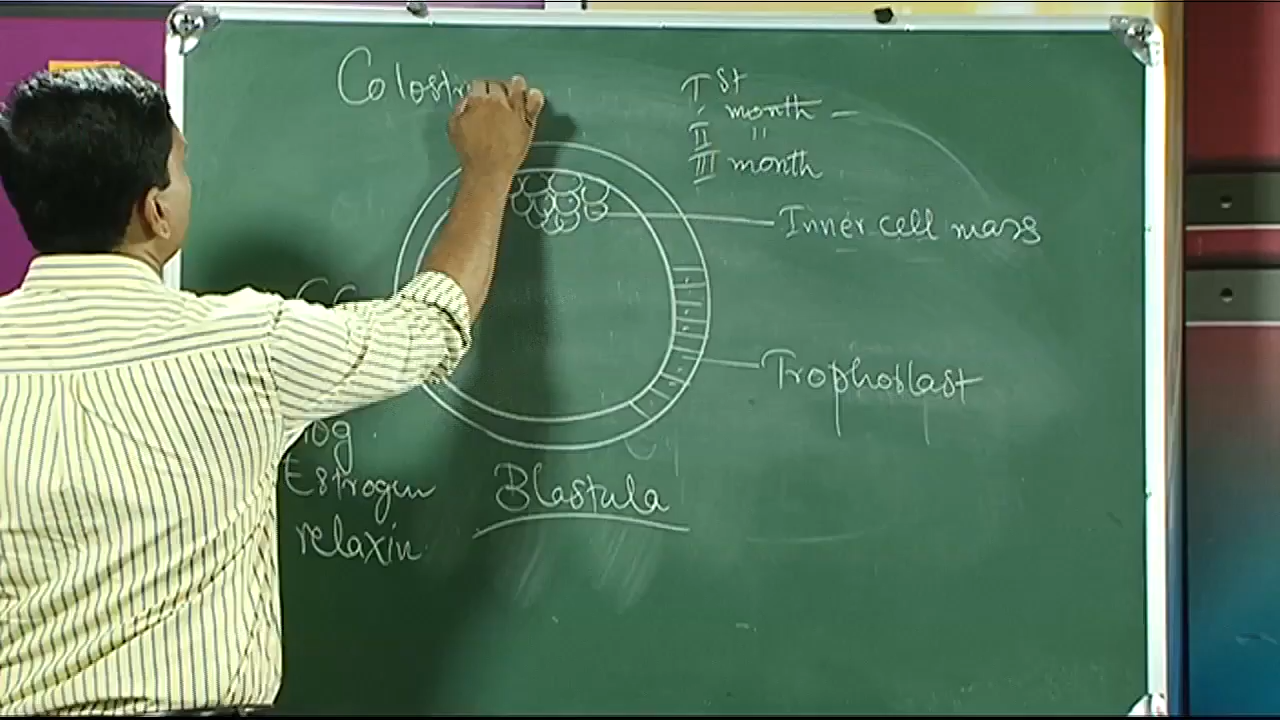 Colostr
Ist
month —
II "
III month
Inner cell mass
Trophoblast
Estrogen
relaxin
Blastula